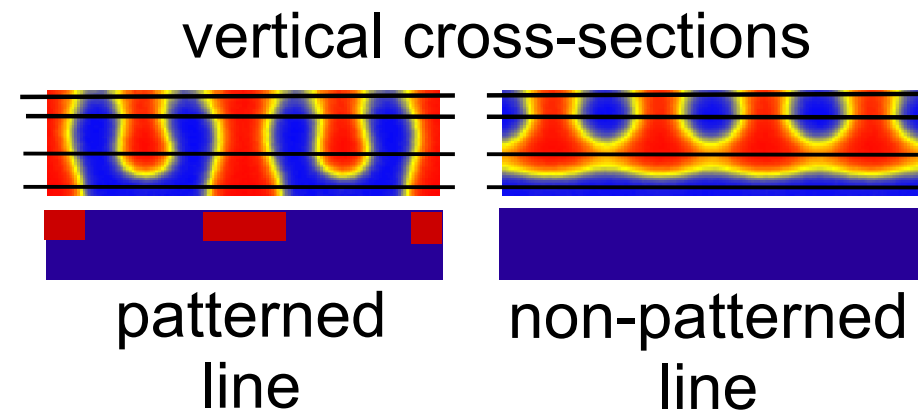 vertical cross-sections
patterned
line
non-patterned
line